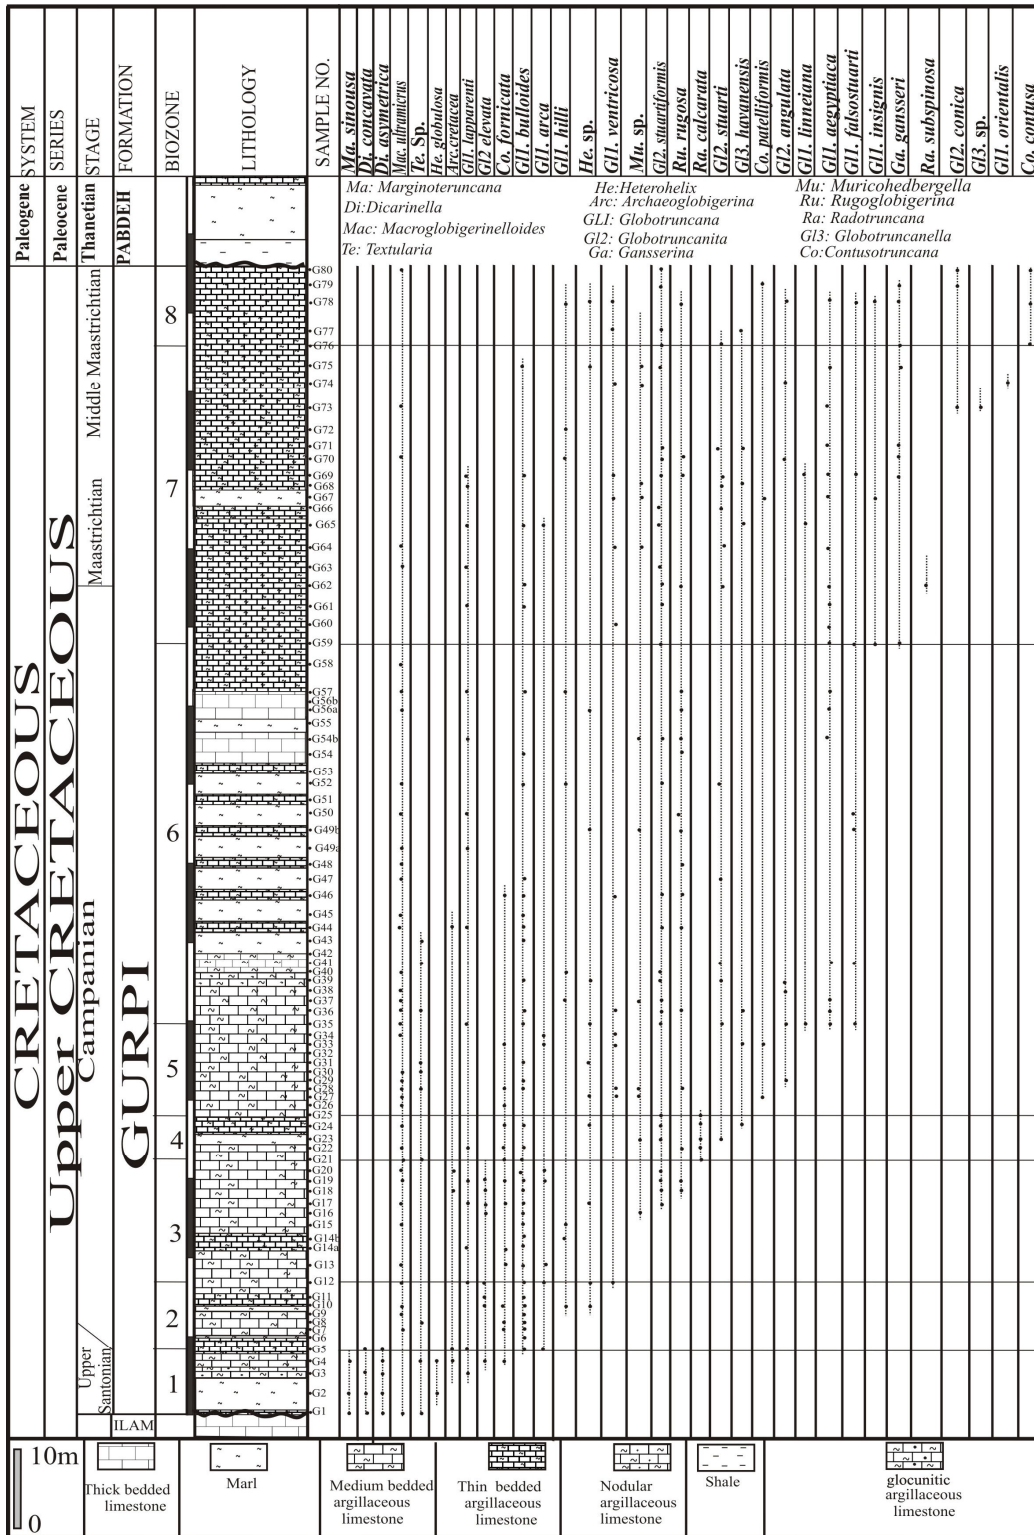 SYSTEM
SERIES
STAGE
FORMATION
BIOZONE
LITHOLOGY
SAMPLE NO.
Ma. sinousa
Di. concavata
Di. asymetrica
Mac. ultramicrus
Te. Sp.
He. globulosa
Arc.cretacea
Gl1. lapparenti
Gl2 elevata
Co. fornicata
Gl1. bulloides
Gl1. arca
Gl1. hilli
He. sp.
Gl1. ventricosa
Mu. sp.
Gl2. stuartiformis
Ru. rugosa
Ra. calcarata
Gl2. stuarti
Gl3. havanensis
Co. patelliformis
Gl2. angulata
Gl1. linneiana
Gl1. aegyptiaca
Gl1. falsostuarti
Gl1. insignis
Ga. gansseri
Ra. subspinosa
Gl2. conica
Gl3. sp.
Gl1. orientalis
Co. contusa
Ma: Marginoteruncana
Di:Dicarinella
Mac: Macroglobigerinelloides
Te: Textularia
He:Heterohelix
Arc: Archaeoglobigerina
GLI: Globotruncana
Gl2: Globotruncanita
Ga: Gansserina
Mu: Muricohedbergella
Ru: Rugoglobigerina
Ra: Radotruncana
Gl3: Globotruncanella
Co:Contusotruncana
Paleogene
Paleocene
Thanetian
PABDEH
CRETACEOUS
Upper CRETACEOUS
Middle Maastrichtian
Maastrichtian
Campanian
Upper
Santonian
GURPI
ILAM
8
7
6
5
4
3
2
1
G80
G79
G78
G77
G76
G75
G74
G73
G72
G71
G70
G69
G68
G67
G66
G65
G64
G63
G62
G61
G60
G59
G58
G57
G56b
G56a
G55
G54b
G54
G53
G52
G51
G50
G49b
G49a
G48
G47
G46
G45
G44
G43
G42
G41
G40
G39
G38
G37
G36
G35
G34
G33
G32
G31
G30
G29
G28
G27
G26
G25
G24
G23
G22
G21
G20
G19
G18
G17
G16
G15
G14b
G14a
G13
G12
G11
G10
G9
G8
G7
G6
G5
G4
G3
G2
G1
10m
0
Thick bedded
limestone
Marl
Medium bedded
argillaceous
limestone
Thin bedded
argillaceous
limestone
Nodular
argillaceous
limestone
Shale
glocunitic
argillaceous
limestone